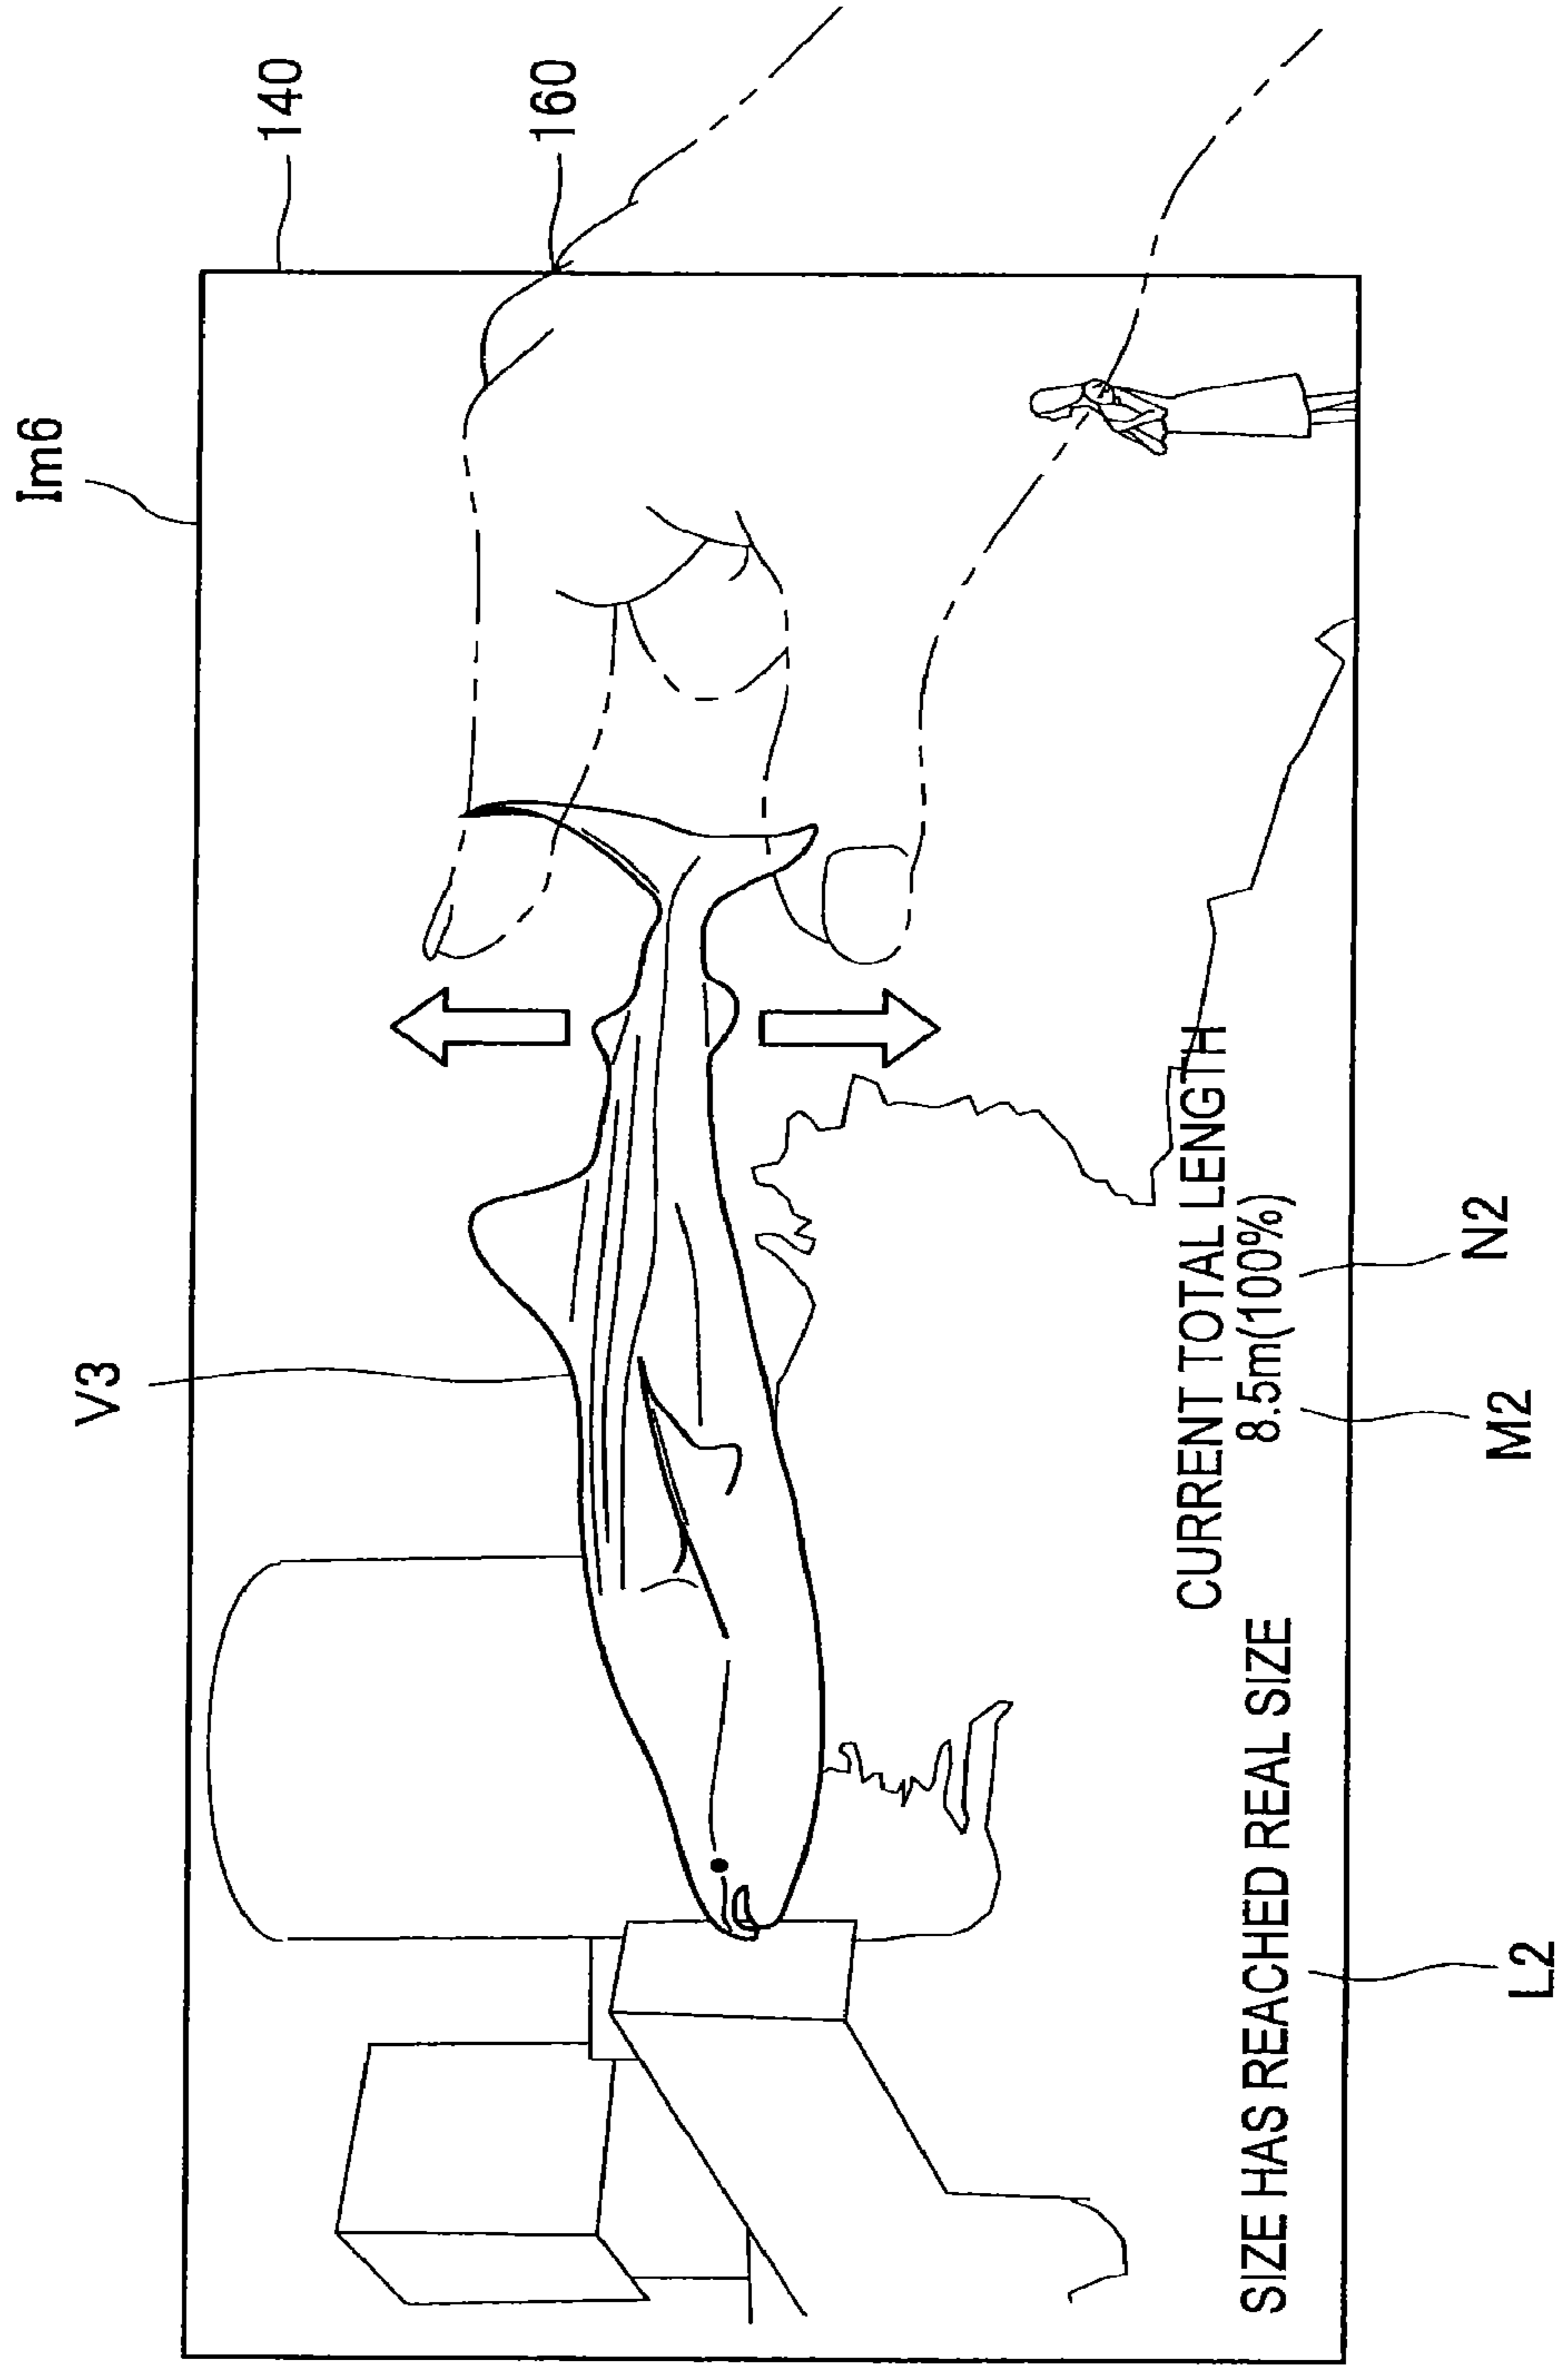 Im6
140
160
V3
CURRENT TOTAL LENGTH
8.5m(100%)
SIZE HAS REACHED REAL SIZE
N2
M2
L2